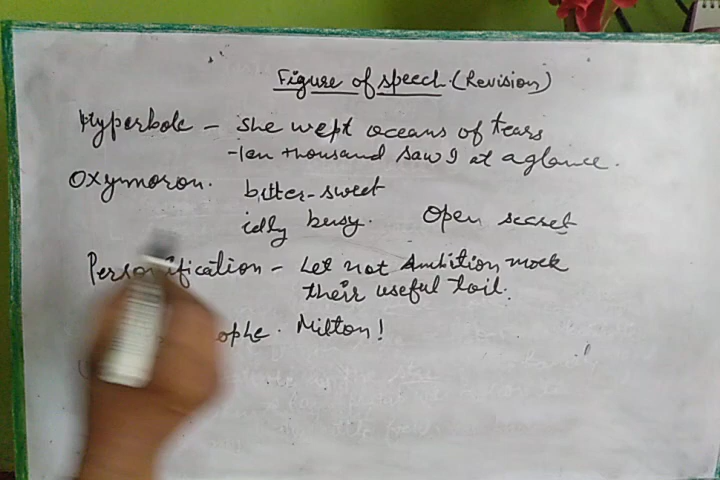 Figure of speech. (Revision)
Hyperbole - She wept oceans of tears
- ten thousand saw I at a glance.
Oxymoron. bitter-sweet
idly busy. Open secret
Personification - Let not Ambition mock
their useful toil.
ophe. Milton!